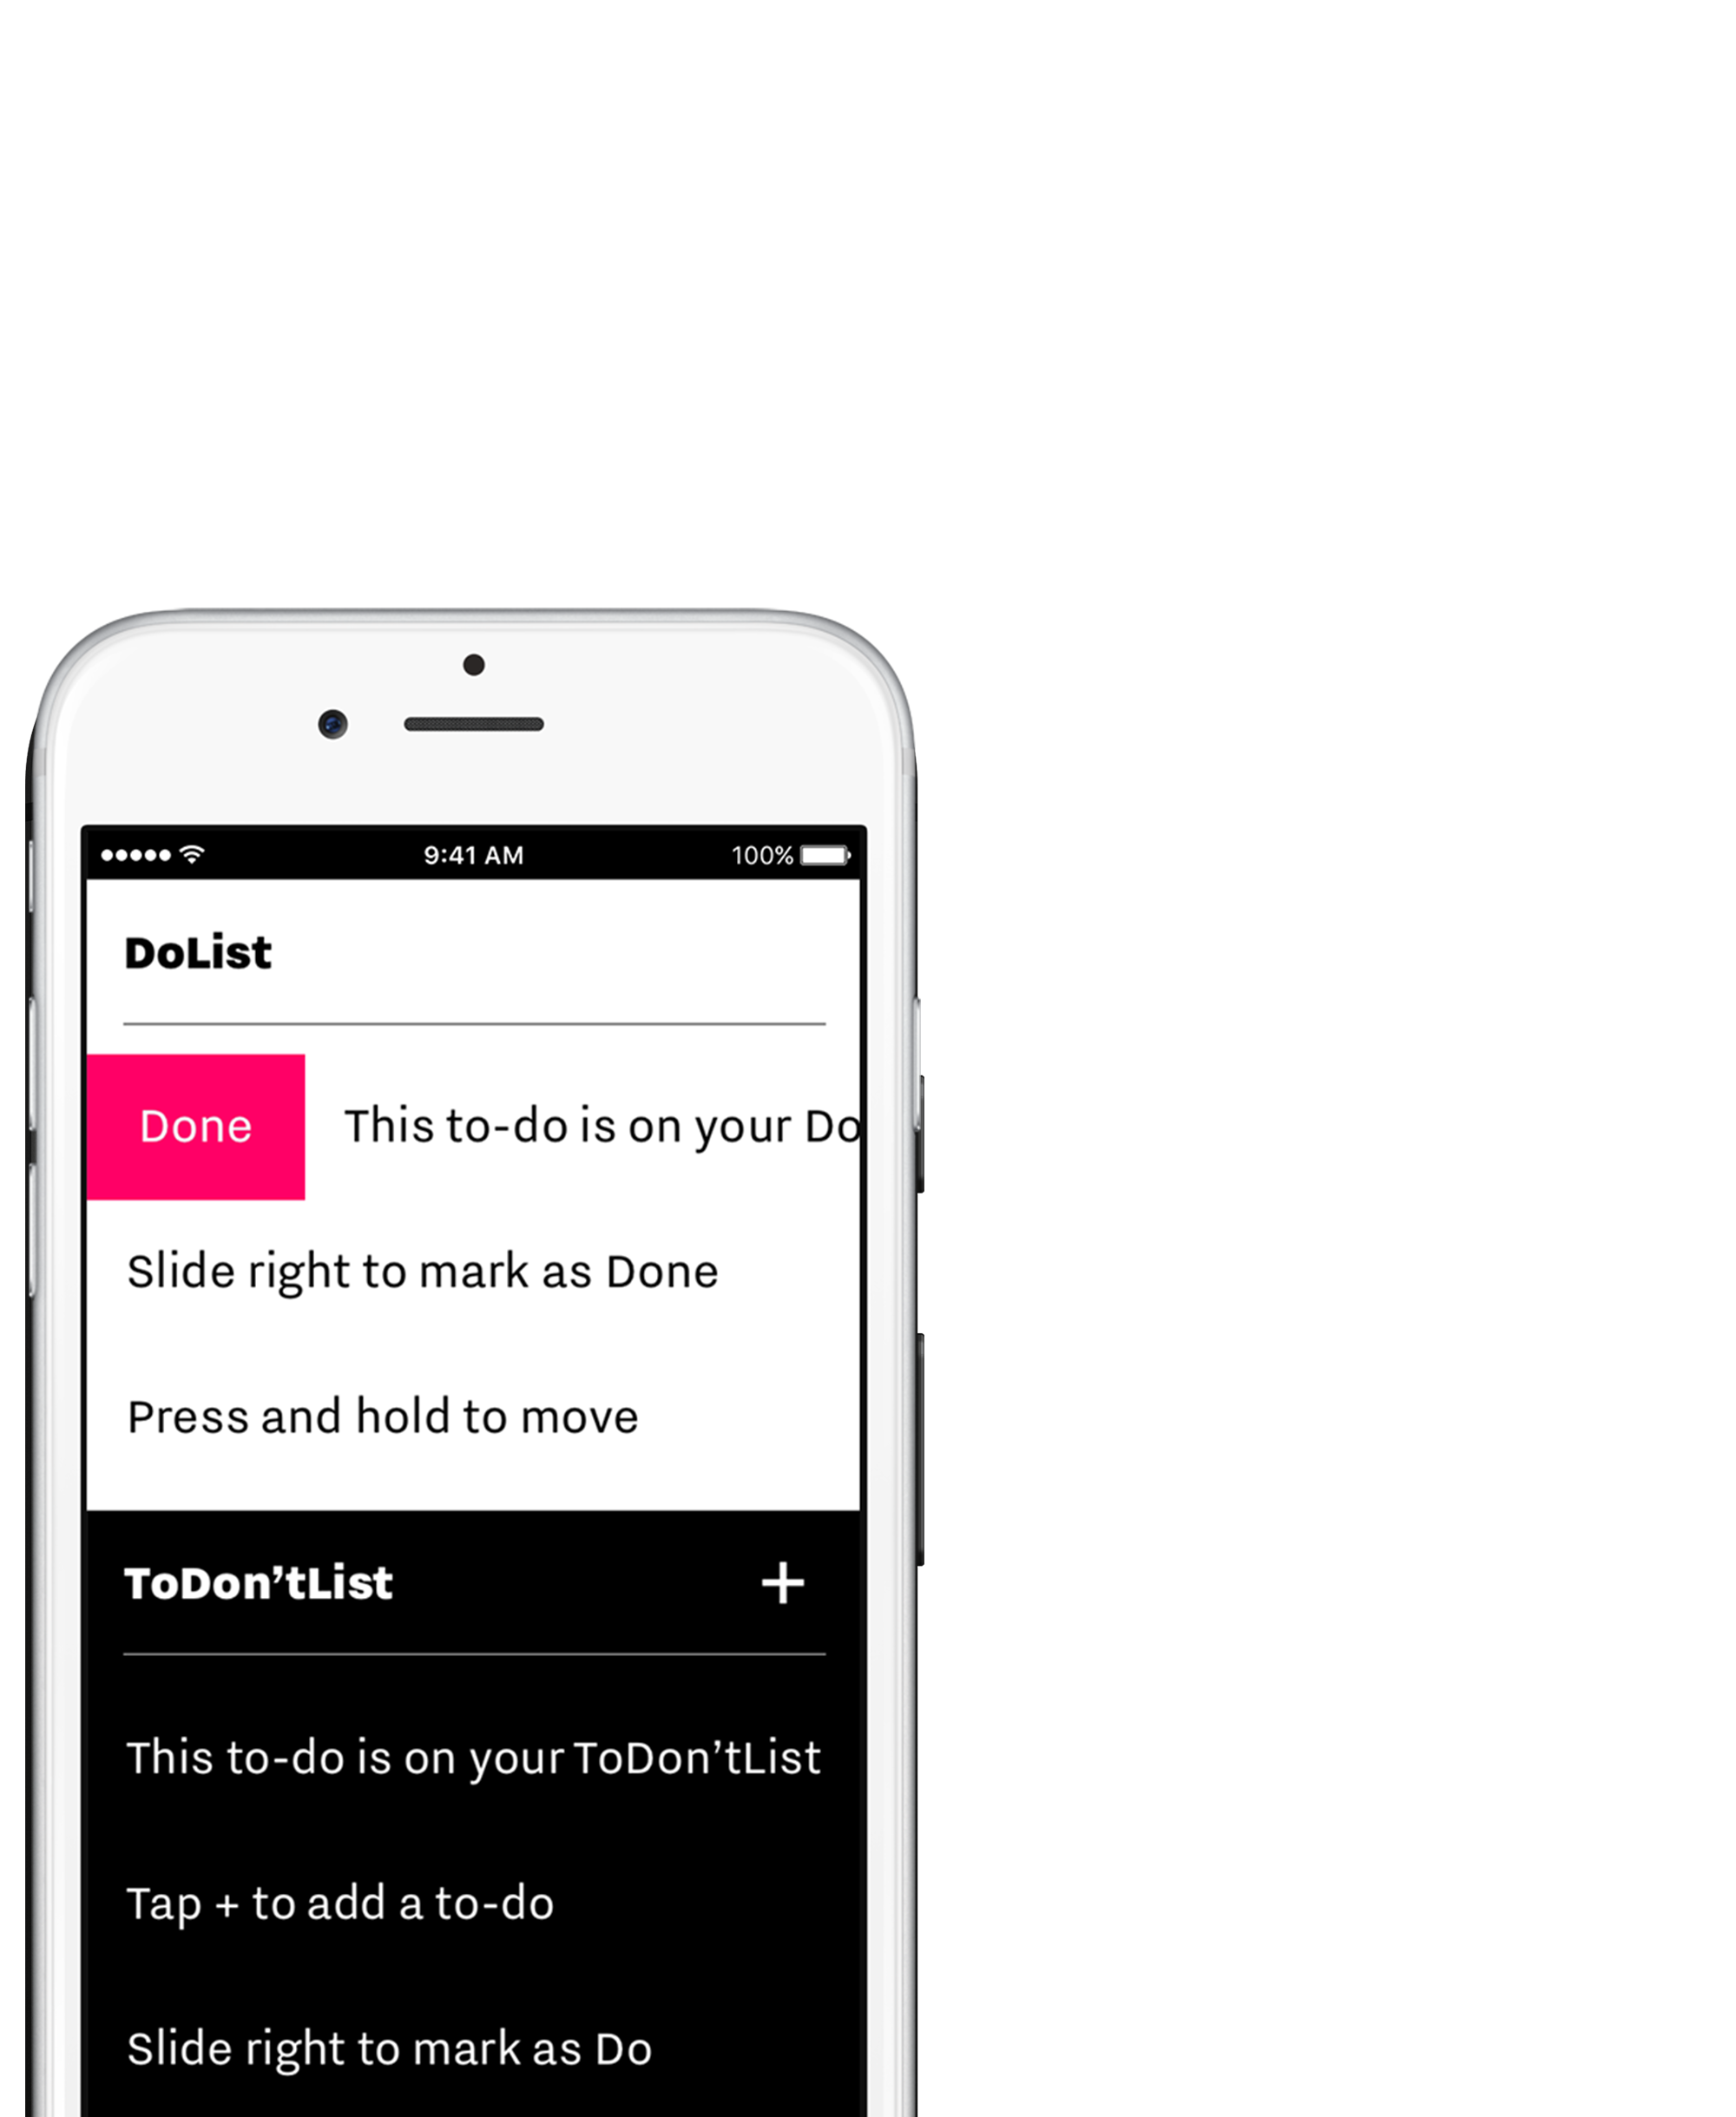 9:41 AM 100%
DoList
Done This to-do is on your Do
Slide right to mark as Done
Press and hold to move
ToDon’tList +
This to-do is on your ToDon’tList
Tap + to add a to-do
Slide right to mark as Do